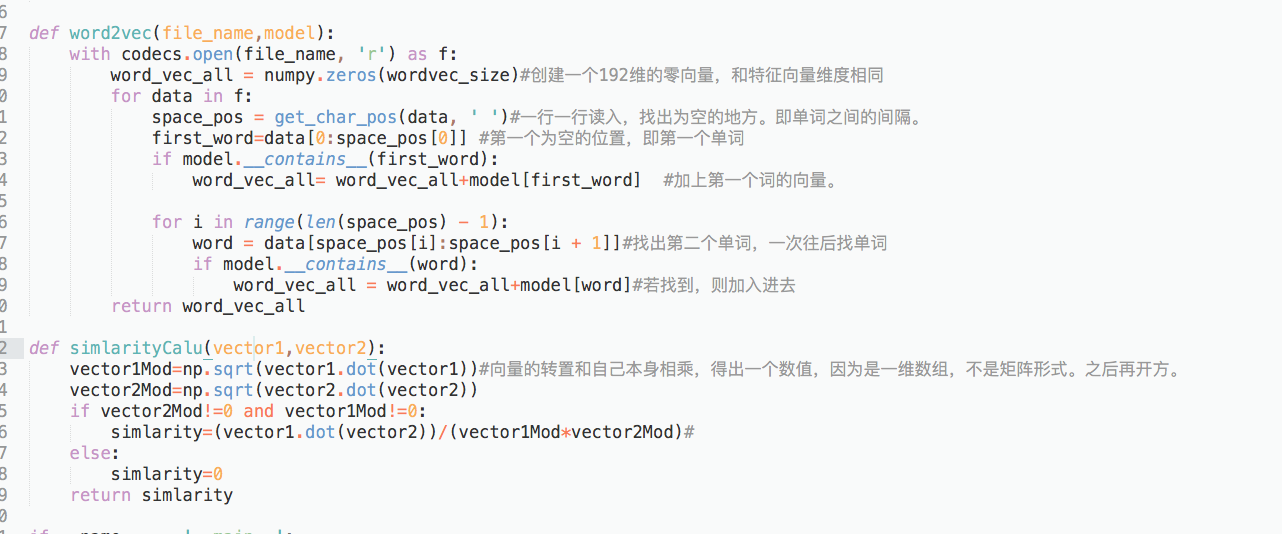 6
7 def word2vec(file_name,model):
8     with codecs.open(file_name, 'r') as f:
9         word_vec_all = numpy.zeros(wordvec_size)#创建一个192维的零向量，和特征向量维度相同
0         for data in f:
1             space_pos = get_char_pos(data, ' ')#一行一行读入，找出为空的地方。即单词之间的间隔。
2             first_word=data[0:space_pos[0]] #第一个为空的位置，即第一个单词
3             if model.__contains__(first_word):
4                 word_vec_all= word_vec_all+model[first_word]  #加上第一个词的向量。
5
6             for i in range(len(space_pos) - 1):
7                 word = data[space_pos[i]:space_pos[i + 1]]#找出第二个单词，一次往后找单词
8                 if model.__contains__(word):
9                     word_vec_all = word_vec_all+model[word]#若找到，则加入进去
0         return word_vec_all
1
2 def simlarityCalu(vector1,vector2):
3     vector1Mod=np.sqrt(vector1.dot(vector1))#向量的转置和自己本身相乘，得出一个数值，因为是一维数组，不是矩阵形式。之后再开方。
4     vector2Mod=np.sqrt(vector2.dot(vector2))
5     if vector2Mod!=0 and vector1Mod!=0:
6         simlarity=(vector1.dot(vector2))/(vector1Mod*vector2Mod)#
7     else:
8         simlarity=0
9     return simlarity
0